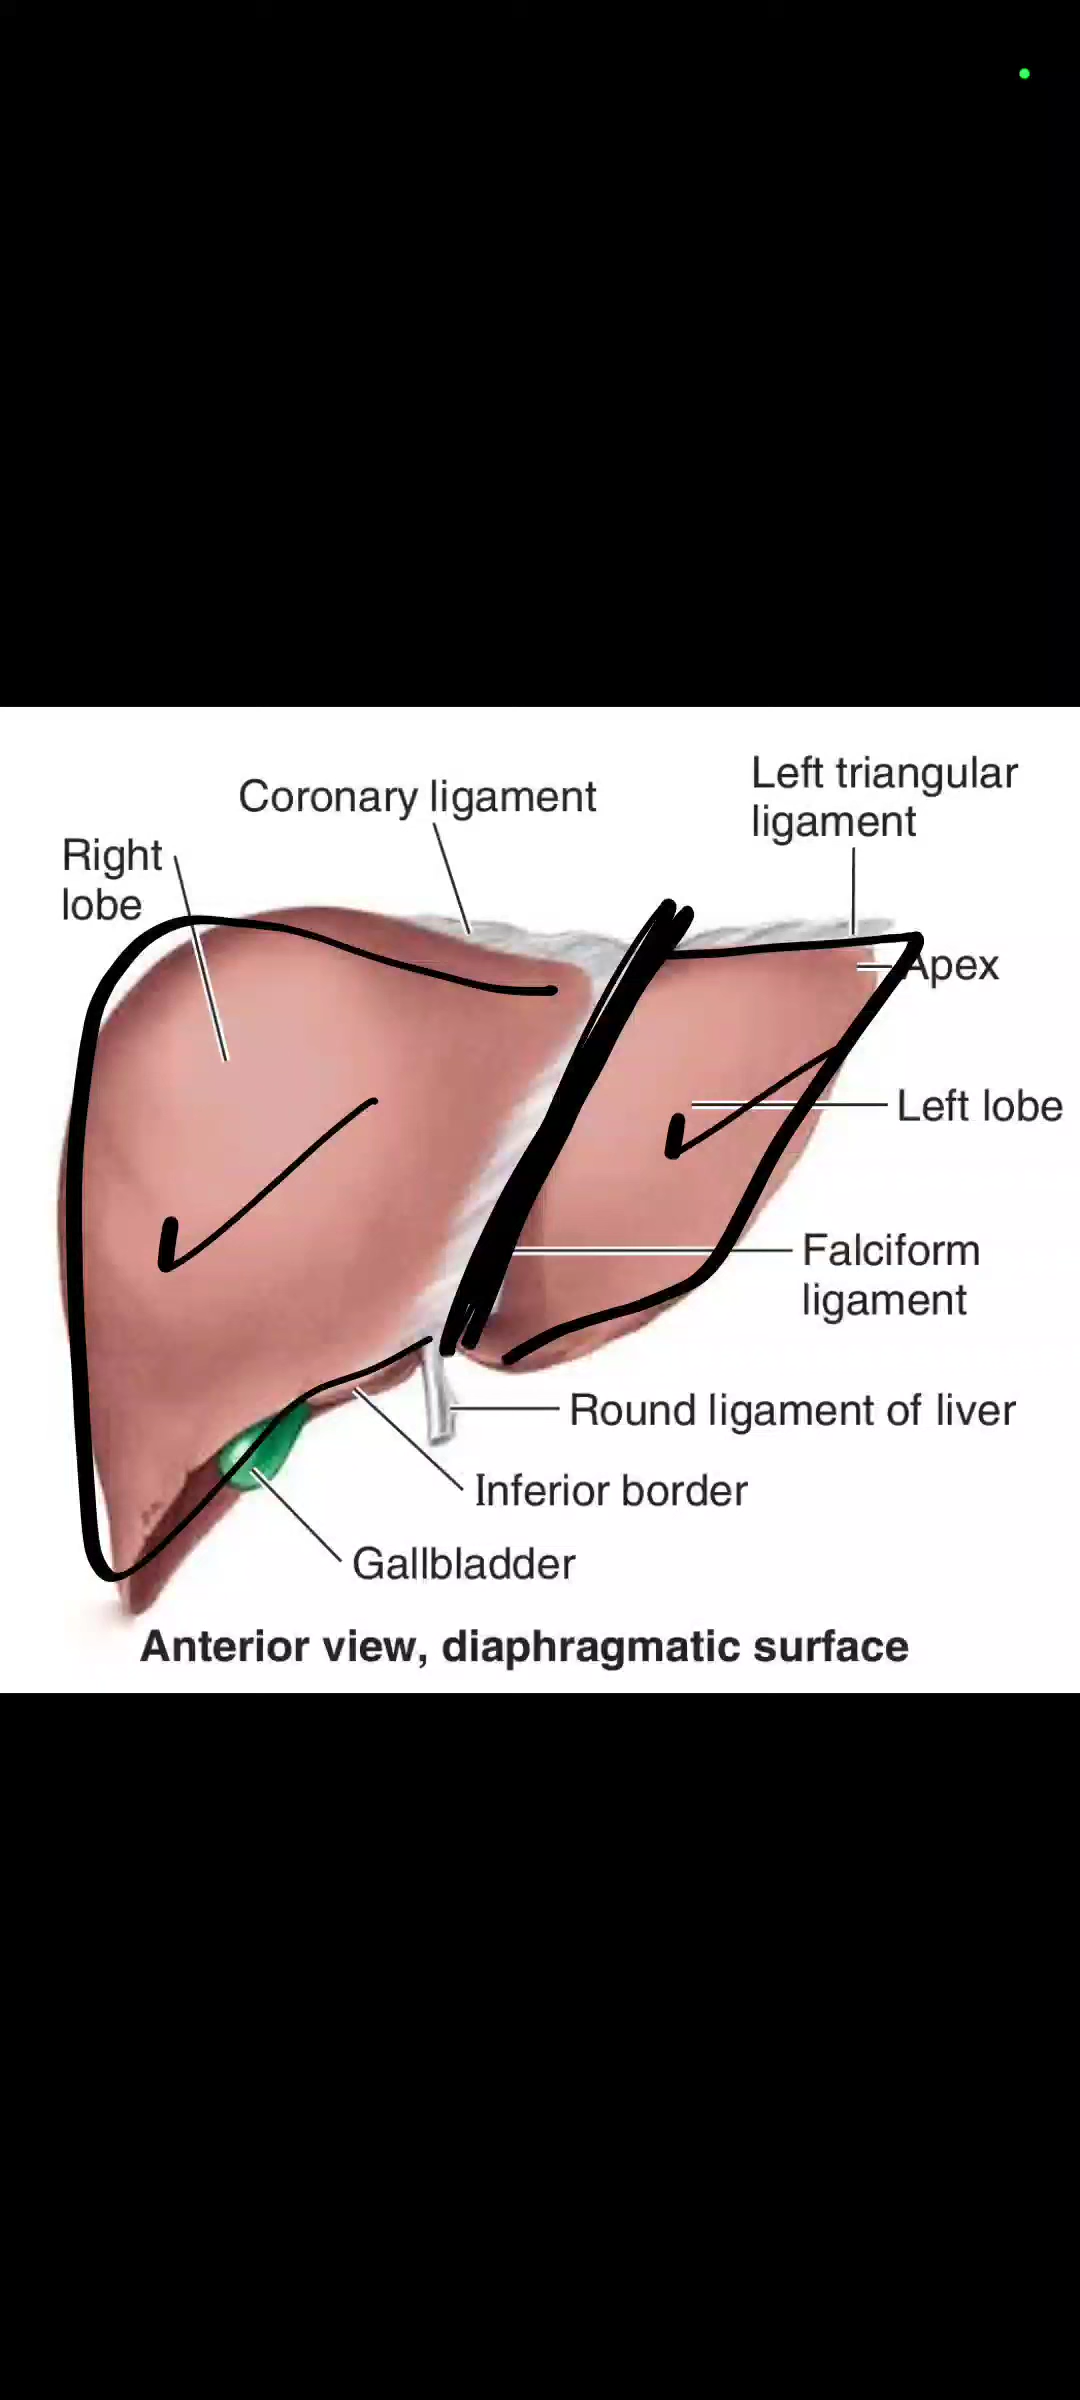 Coronary ligament
Left triangular
ligament
Right
lobe
Apex
Left lobe
Falciform
ligament
Round ligament of liver
Inferior border
Gallbladder
Anterior view, diaphragmatic surface